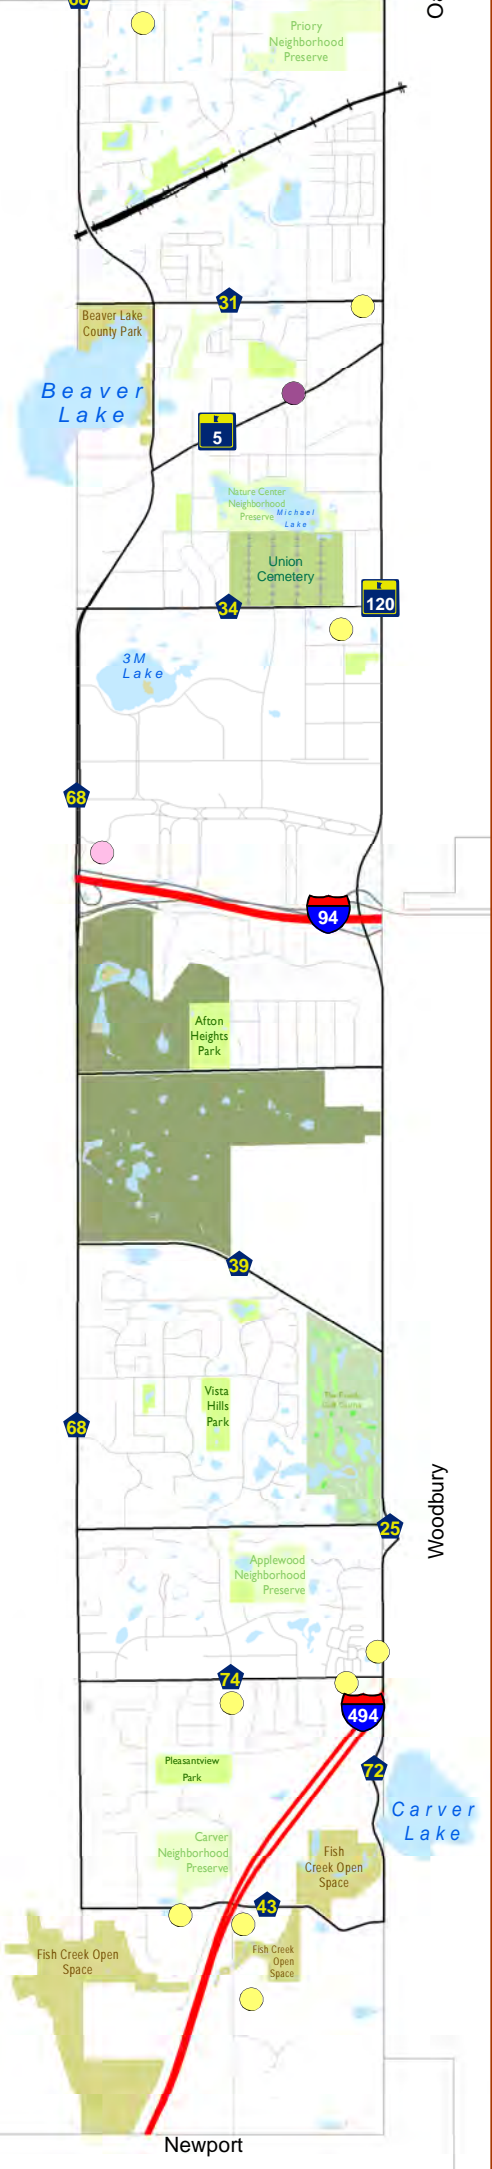 68
Priory
Neighborhood
Preserve
31
Beaver Lake
County Park
Beaver
Lake
5
Nature Center
Neighborhood
Preserve
Michael
Lake
Union
Cemetery
34
120
3M
Lake
68
94
Afton
Heights
Park
39
Vista
Hills
Park
68
Woodbury
25
Applewood
Neighborhood
Preserve
74
494
Pleasantview
Park
72
Carver
Lake
Carver
Neighborhood
Preserve
Fish
Creek Open
Space
43
Fish Creek Open
Space
Fish Creek
Open
Space
Newport